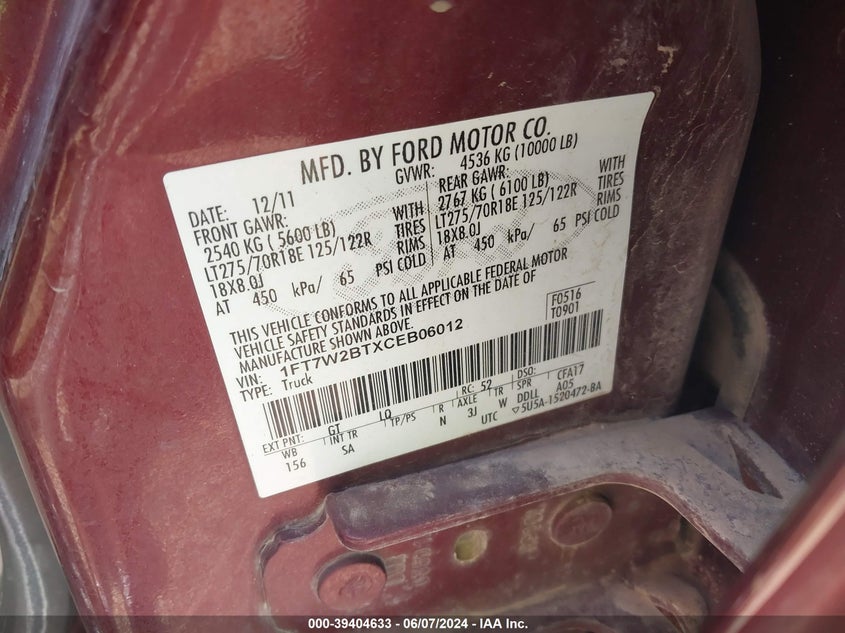 MFD. BY FORD MOTOR CO.
DATE: 12/11 GVWR: 4536 KG (10000 LB)
FRONT GAWR: REAR GAWR:
2540 KG ( 5600 LB) WITH 2767 KG ( 6100 LB) WITH
LT275/70R18E 125/122R TIRES LT275/70R18E 125/122R TIRES
18X8.0J RIMS 18X8.0J RIMS
AT 450 kPa/ 65 PSI COLD AT 450 kPa/ 65 PSI COLD
THIS VEHICLE CONFORMS TO ALL APPLICABLE FEDERAL MOTOR
VEHICLE SAFETY STANDARDS IN EFFECT ON THE DATE OF
MANUFACTURE SHOWN ABOVE.
F0516
T0901
VIN: 1FT7W2BTXCEB06012
TYPE: Truck
EXT PNT: GT LQ RC: 52 DSO: CFA17
WB INT TR TP/PS R AXLE TR SPR A05
156 SA N 3J W DDLL
UTC ▽5U5A-1520472-BA
000-39404633 - 06/07/2024 - IAA Inc.